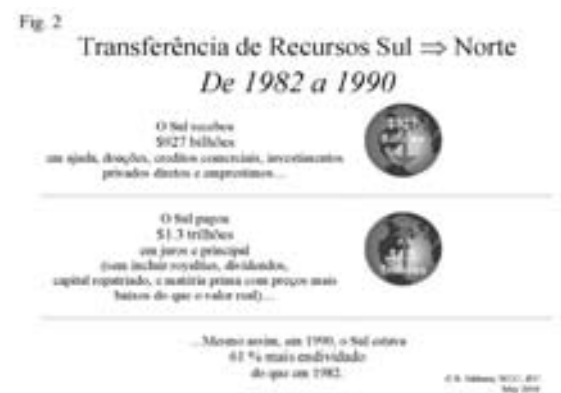 Fig. 2
Transferência de Recursos Sul ⇒ Norte
De 1982 a 1990
O Sul recebeu
$927 bilhões
em ajuda, doações, creditos comerciais, investimentos
privados diretos e emprestimos...
O Sul pagou
$1.3 trilhões
em juros e principal
(sem incluir royalties, dividendos,
capital repatriado, e matéria prima com preços mais
baixos do que o valor real)...
...Mesmo assim, em 1990, o Sul estava
61 % mais endividado
do que em 1982.